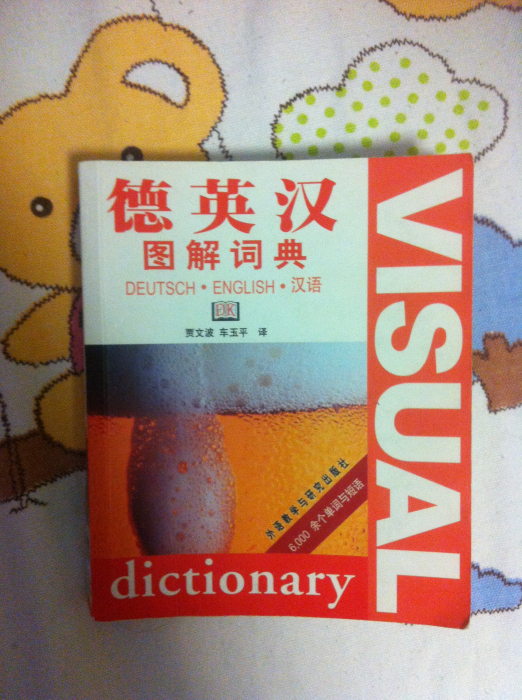 德英汉
图解词典
DEUTSCH • ENGLISH • 汉语
DK
贾文波 车玉平 译
VISUAL
外语教学与研究出版社
6,000 余个单词与短语
dictionary